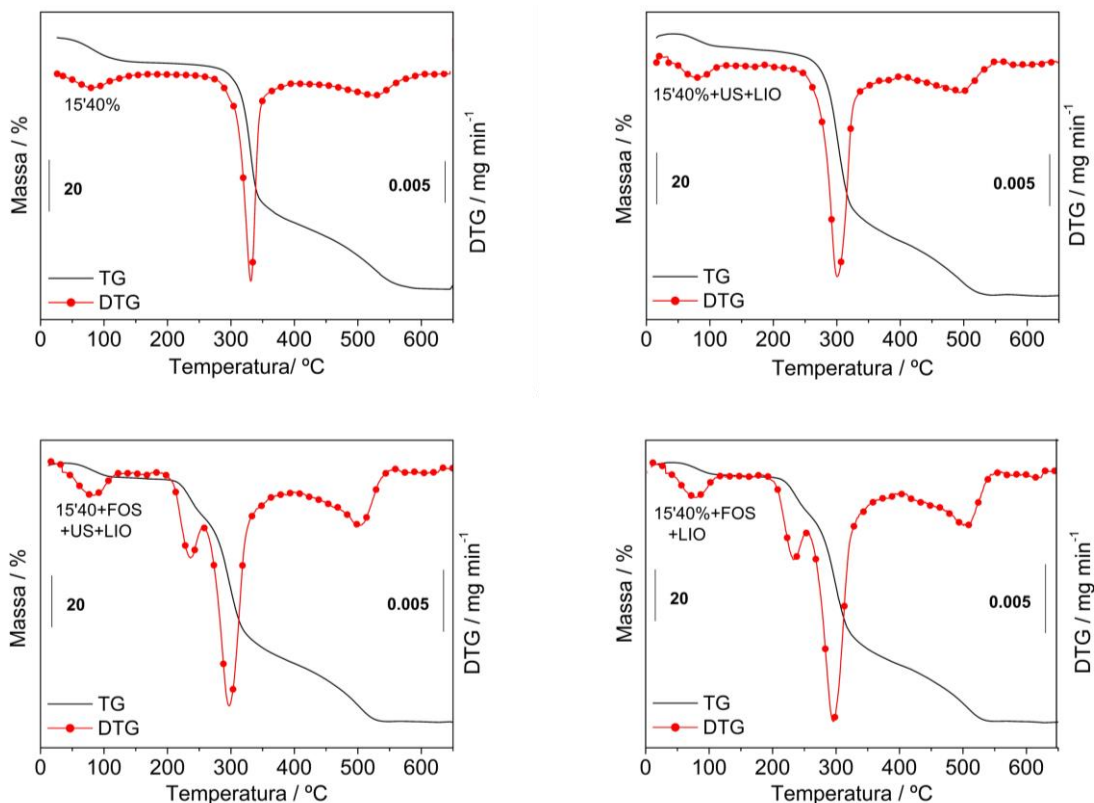 Massa / %
15'40%
20
0.005
DTG / mg min⁻¹
TG
DTG
0 100 200 300 400 500 600
Temperatura/ ºC
Massaa / %
15'40%+US+LIO
20
0.005
DTG / mg min⁻¹
TG
DTG
0 100 200 300 400 500 600
Temperatura / ºC
Massa / %
15'40+FOS
+US+LIO
20
0.005
DTG / mg min⁻¹
TG
DTG
0 100 200 300 400 500 600
Temperatura / ºC
Massa / %
15'40%+FOS
+LIO
20
0.005
DTG / mg min⁻¹
TG
DTG
0 100 200 300 400 500 600
Temperatura / ºC